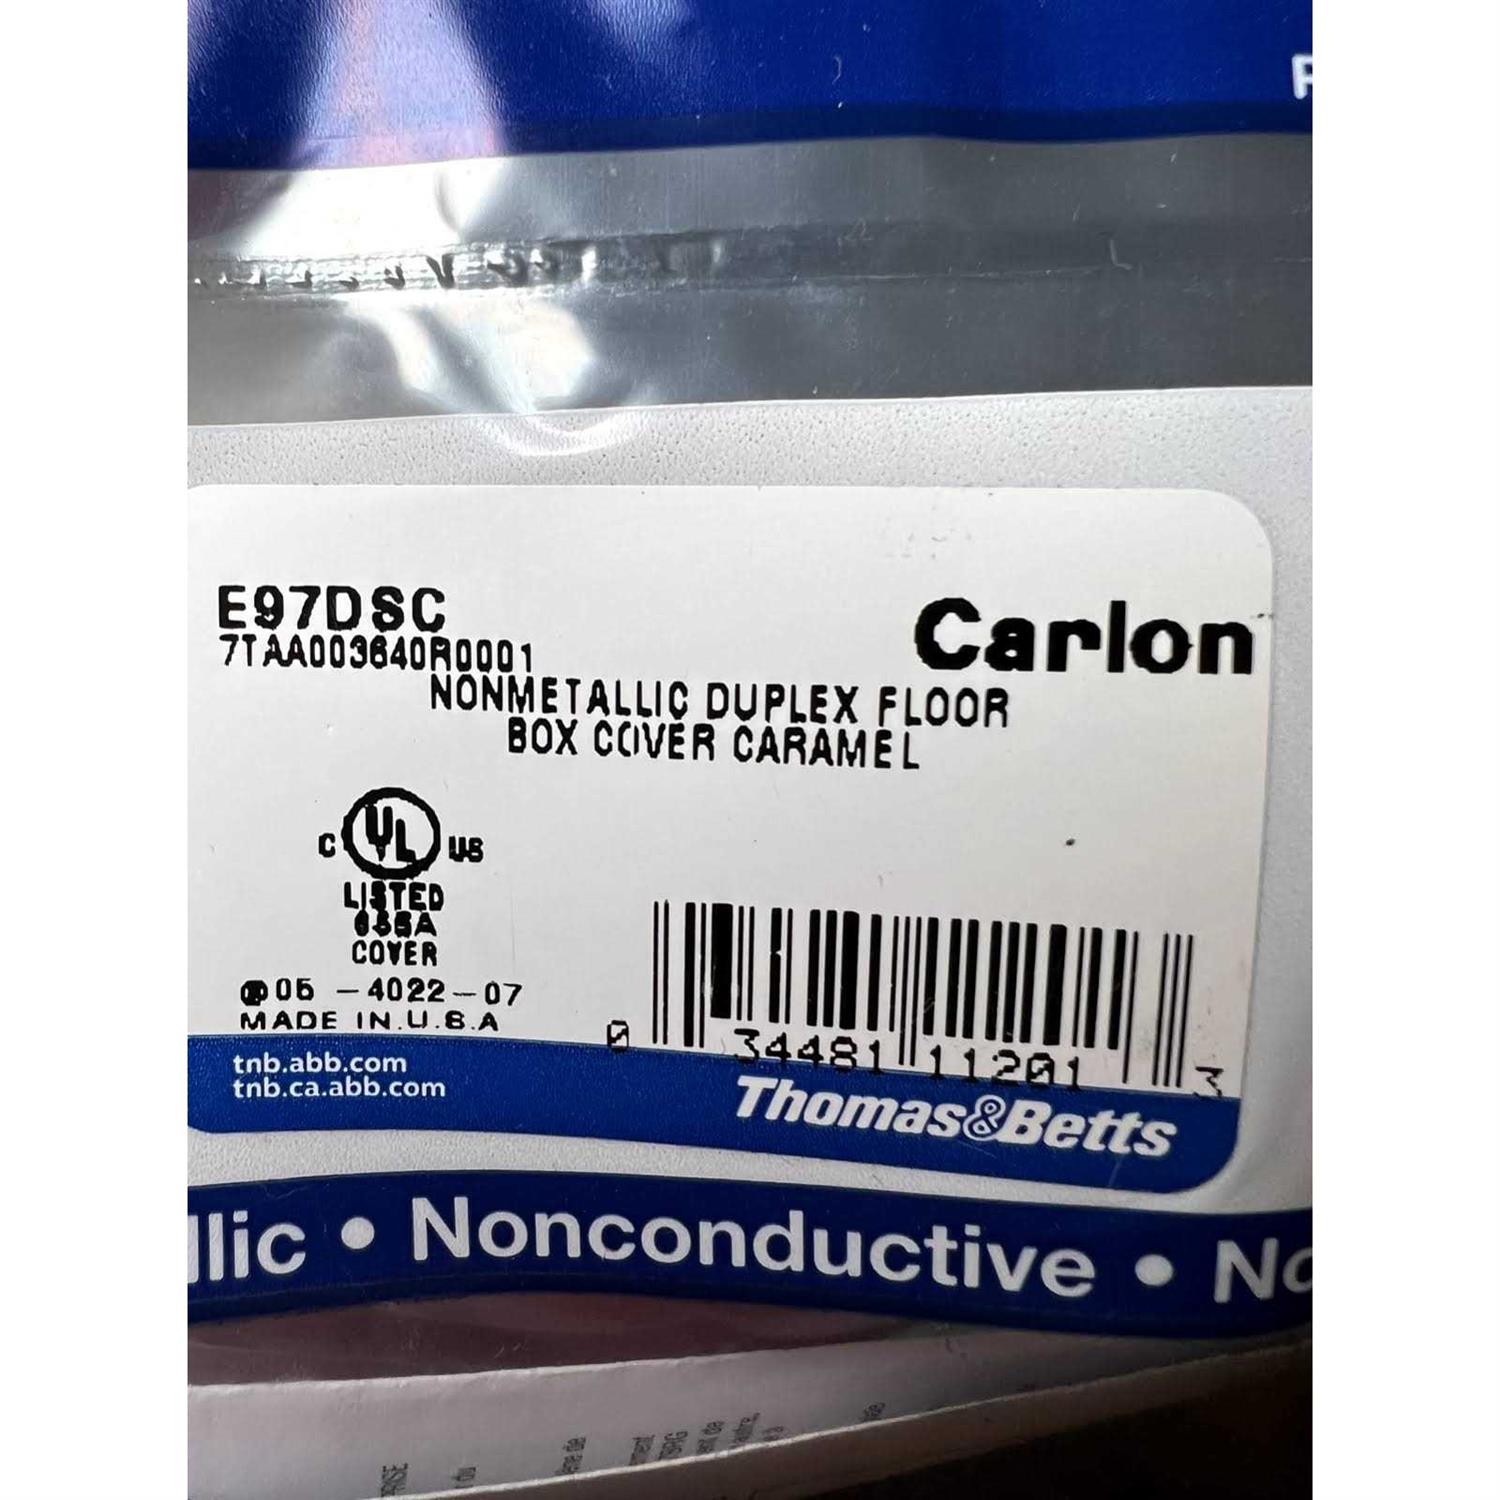 E97DSC
7TAA003640R0001
Carlon
NONMETALLIC DUPLEX FLOOR
BOX COVER CARAMEL
C UL US
LISTED
COVER
05 - 4022 - 07
MADE IN U.S.A
0 34481 11201 3
tnb.abb.com
tnb.ca.abb.com
Thomas&Betts
llic • Nonconductive • No